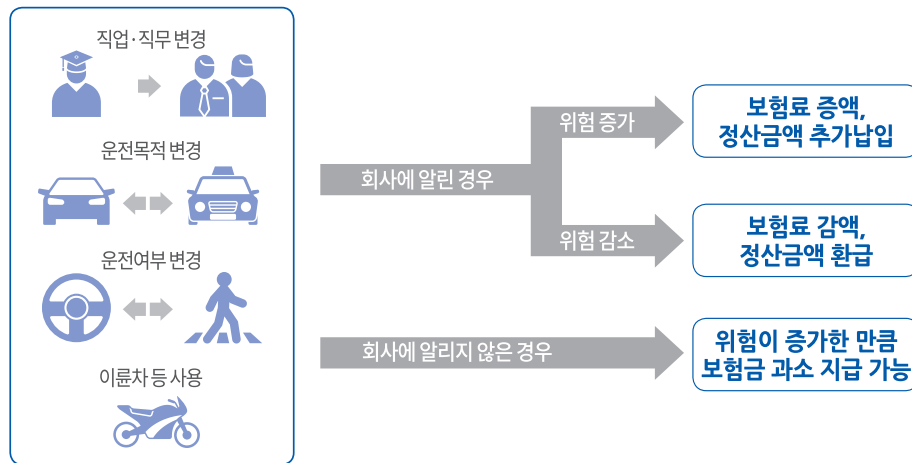 직업·직무 변경
운전목적 변경
운전여부 변경
이륜차 등 사용
회사에 알린 경우
위험 증가
보험료 증액,
정산금액 추가납입
위험 감소
보험료 감액,
정산금액 환급
회사에 알리지 않은 경우
위험이 증가한 만큼
보험금 과소 지급 가능